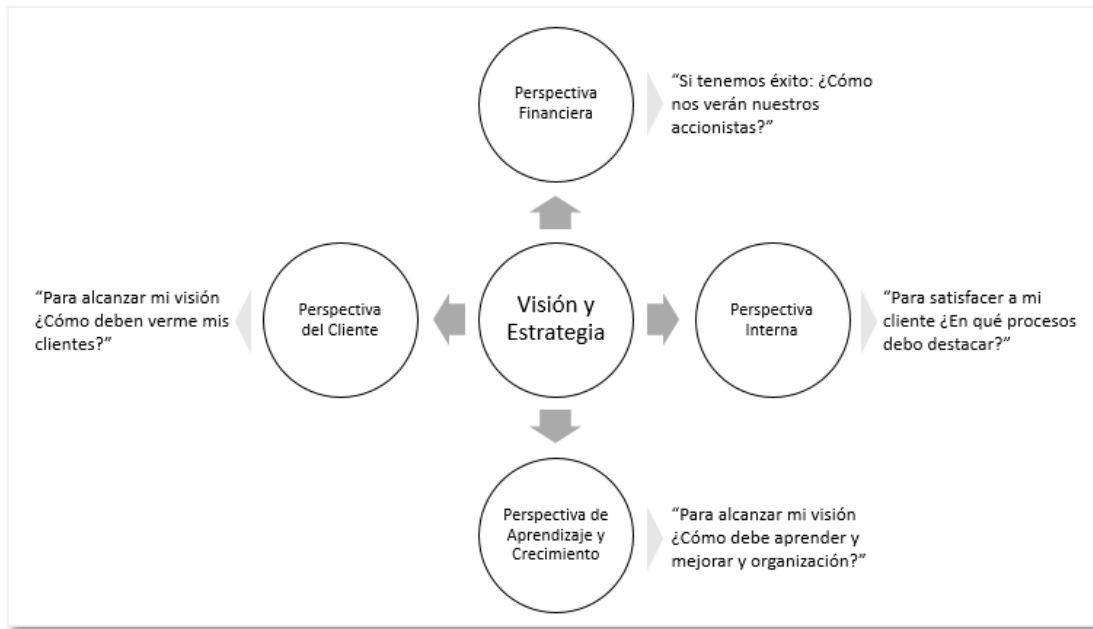 Perspectiva
Financiera
“Si tenemos éxito: ¿Cómo
nos verán nuestros
accionistas?”
“Para alcanzar mi visión
¿Cómo deben verme mis
clientes?”
Perspectiva
del Cliente
Visión y
Estrategia
Perspectiva
Interna
“Para satisfacer a mi
cliente ¿En qué procesos
debo destacar?”
Perspectiva de
Aprendizaje y
Crecimiento
“Para alcanzar mi visión
¿Cómo debe aprender y
mejorar y organización?”